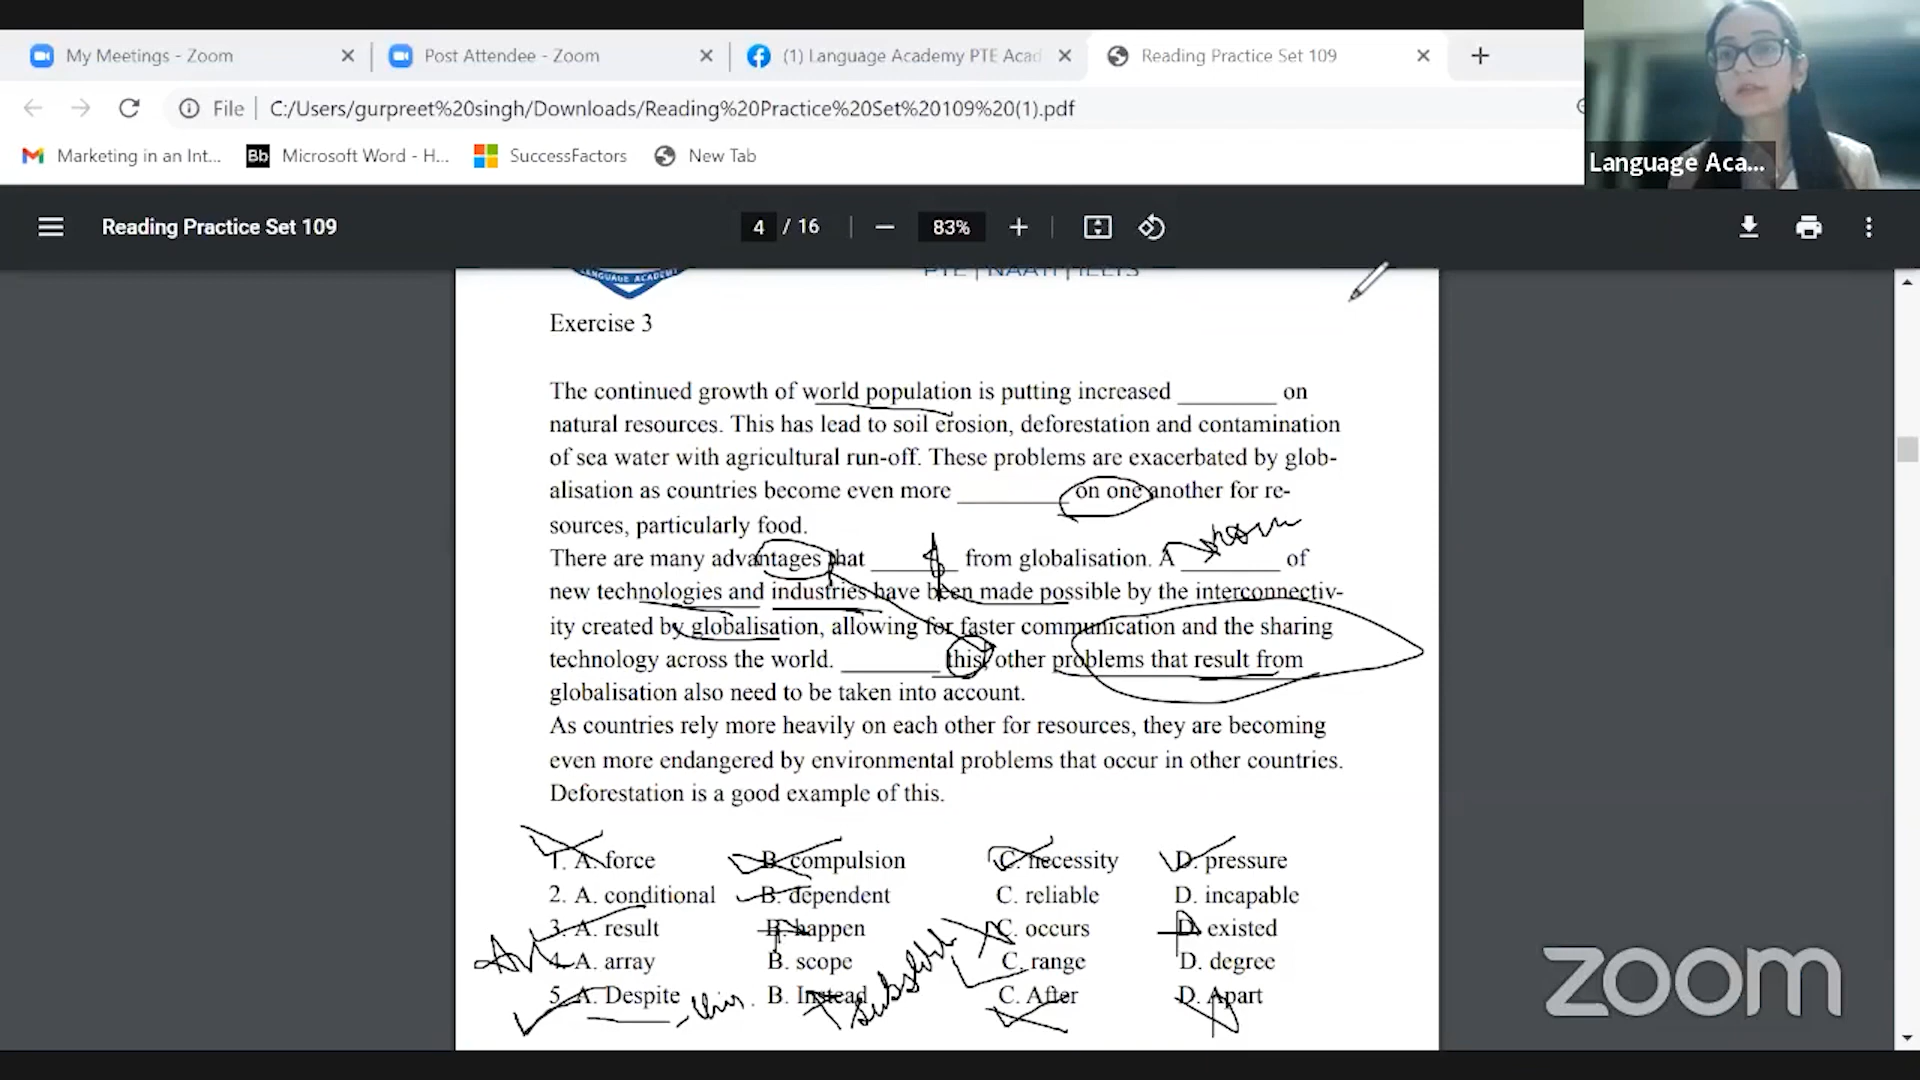 My Meetings - Zoom
Post Attendee - Zoom
(1) Language Academy PTE Acad
Reading Practice Set 109
File
C:/Users/gurpreet%20singh/Downloads/Reading%20Practice%20Set%20109%20(1).pdf
Marketing in an Int...
Bb Microsoft Word - H...
SuccessFactors
New Tab
Language Aca...
Reading Practice Set 109
4 / 16
83%
LANGUAGE ACADEMY
PTE | NAATI | IELTS
Exercise 3
The continued growth of world population is putting increased ________ on
natural resources. This has lead to soil erosion, deforestation and contamination
of sea water with agricultural run-off. These problems are exacerbated by glob-
alisation as countries become even more ________ on one another for re-
sources, particularly food.
There are many advantages that ________ from globalisation. A ________ of
new technologies and industries have been made possible by the interconnectiv-
ity created by globalisation, allowing for faster communication and the sharing
technology across the world. ________ this, other problems that result from
globalisation also need to be taken into account.
As countries rely more heavily on each other for resources, they are becoming
even more endangered by environmental problems that occur in other countries.
Deforestation is a good example of this.
1. A. force B. compulsion C. necessity D. pressure
2. A. conditional B. dependent C. reliable D. incapable
3. A. result B. happen C. occurs D. existed
4. A. array B. scope C. range D. degree
5. A. Despite B. Instead C. After D. Apart
this
zoom